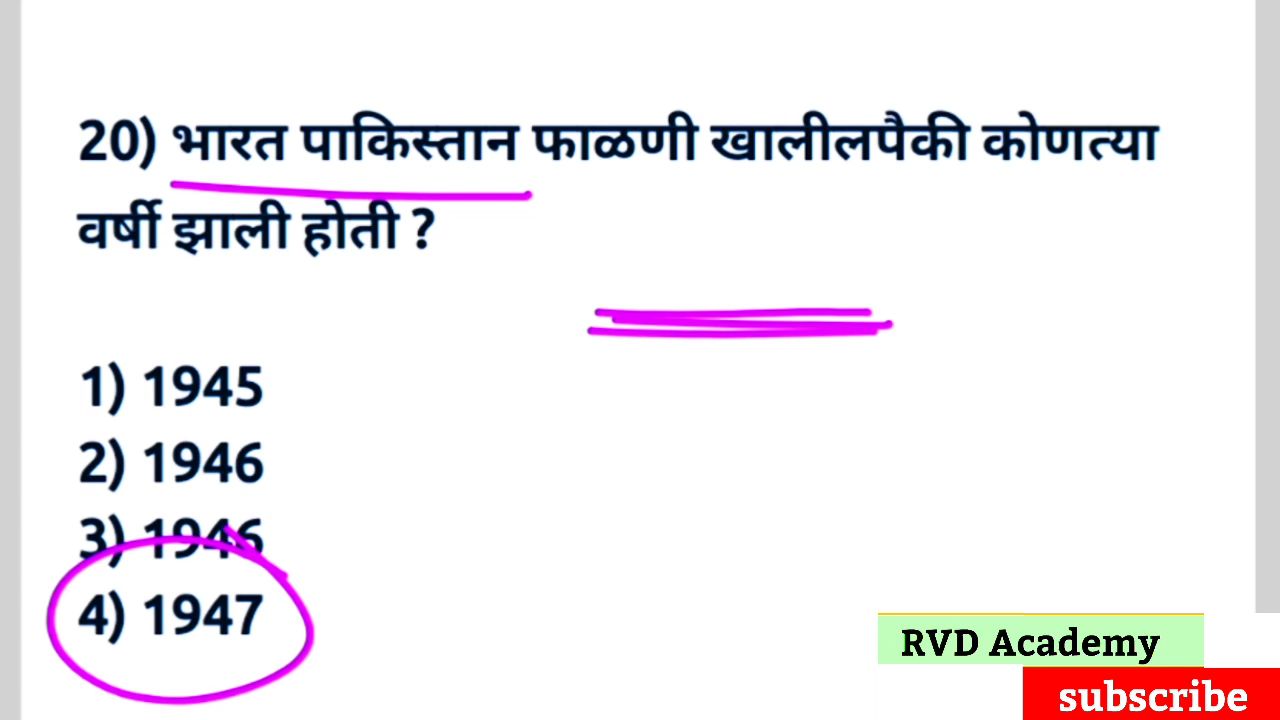 20) भारत पाकिस्तान फाळणी खालीलपैकी कोणत्या
वर्षी झाली होती ?
1) 1945
2) 1946
3) 1946
4) 1947
RVD Academy
subscribe